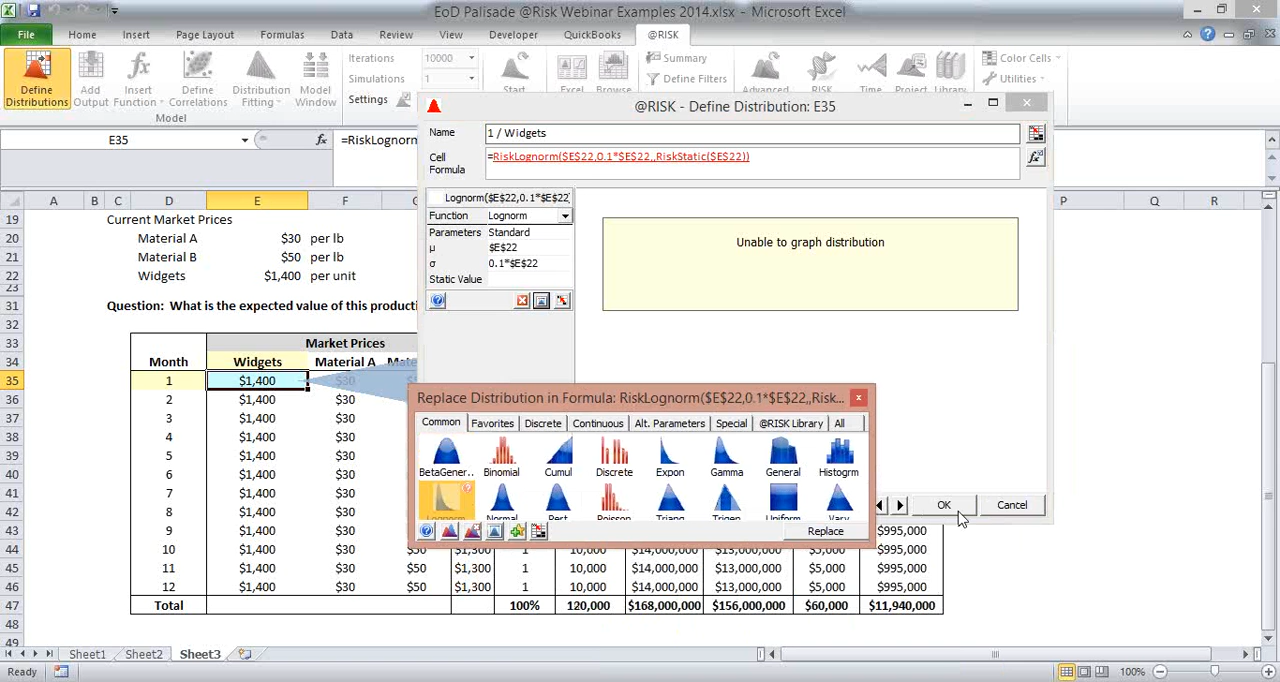 EoD Palisade @Risk Webinar Examples 2014.xlsx - Microsoft Excel
File Home Insert Page Layout Formulas Data Review View Developer QuickBooks @RISK
Define Distributions
Add Output
Insert Function
Define Correlations
Distribution Fitting
Model Window
Model
Iterations 10000
Simulations 1
Settings
Start
Excel
Browse
Summary
Define Filters
Advanced
RISK
Time
Project
Library
Color Cells
Utilities
E35
fx
=RiskLognorm
@RISK - Define Distribution: E35
Name 1 / Widgets
Cell Formula =RiskLognorm($E$22,0.1*$E$22,,RiskStatic($E$22))
Lognorm($E$22,0.1*$E$22
Function Lognorm
Parameters Standard
μ $E$22
σ 0.1*$E$22
Static Value
Unable to graph distribution
OK Cancel
Replace Distribution in Formula: RiskLognorm($E$22,0.1*$E$22,,Risk...
Common Favorites Discrete Continuous Alt. Parameters Special @RISK Library All
BetaGener.. Binomial Cumul Discrete Expon Gamma General Histogrm
Lognorm Normal Pert Poisson Triang Trigen Uniform Vary
Replace
A B C D E F P Q R
19 Current Market Prices
20 Material A $30 per lb
21 Material B $50 per lb
22 Widgets $1,400 per unit
23
31 Question: What is the expected value of this producti
32
33 Market Prices
34 Month Widgets Material A
35 1 $1,400 $30
36 2 $1,400 $30
37 3 $1,400 $30
38 4 $1,400 $30
39 5 $1,400 $30
40 6 $1,400 $30
41 7 $1,400 $30
42 8 $1,400 $30
43 9 $1,400 $30 $995,000
44 10 $1,400 $30 $50 $1,300 1 10,000 $14,000,000 $13,000,000 $5,000 $995,000
45 11 $1,400 $30 $50 $1,300 1 10,000 $14,000,000 $13,000,000 $5,000 $995,000
46 12 $1,400 $30 $50 $1,300 1 10,000 $14,000,000 $13,000,000 $5,000 $995,000
47 Total 100% 120,000 $168,000,000 $156,000,000 $60,000 $11,940,000
48
49
Sheet1 Sheet2 Sheet3
Ready
100%